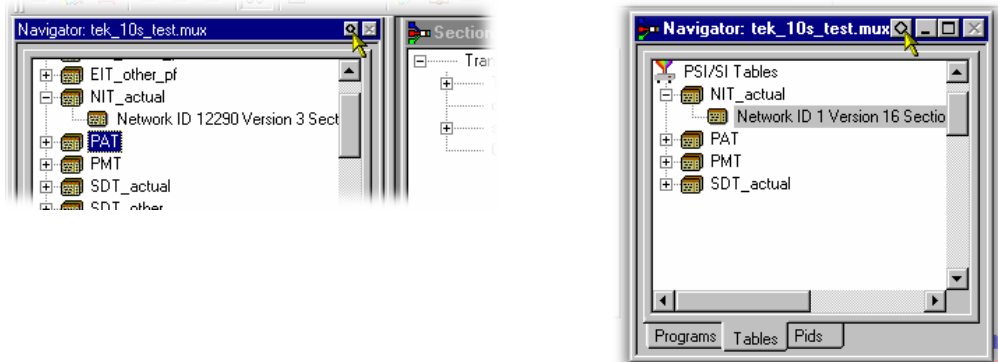 Navigator: tek_10s_test.mux
EIT_other_pf
NIT_actual
Network ID 12290 Version 3 Sect
PAT
PMT
SDT_actual
SDT_other
Section
Tran
Navigator: tek_10s_test.mux
PSI/SI Tables
NIT_actual
Network ID 1 Version 16 Sectio
PAT
PMT
SDT_actual
Programs Tables Pids